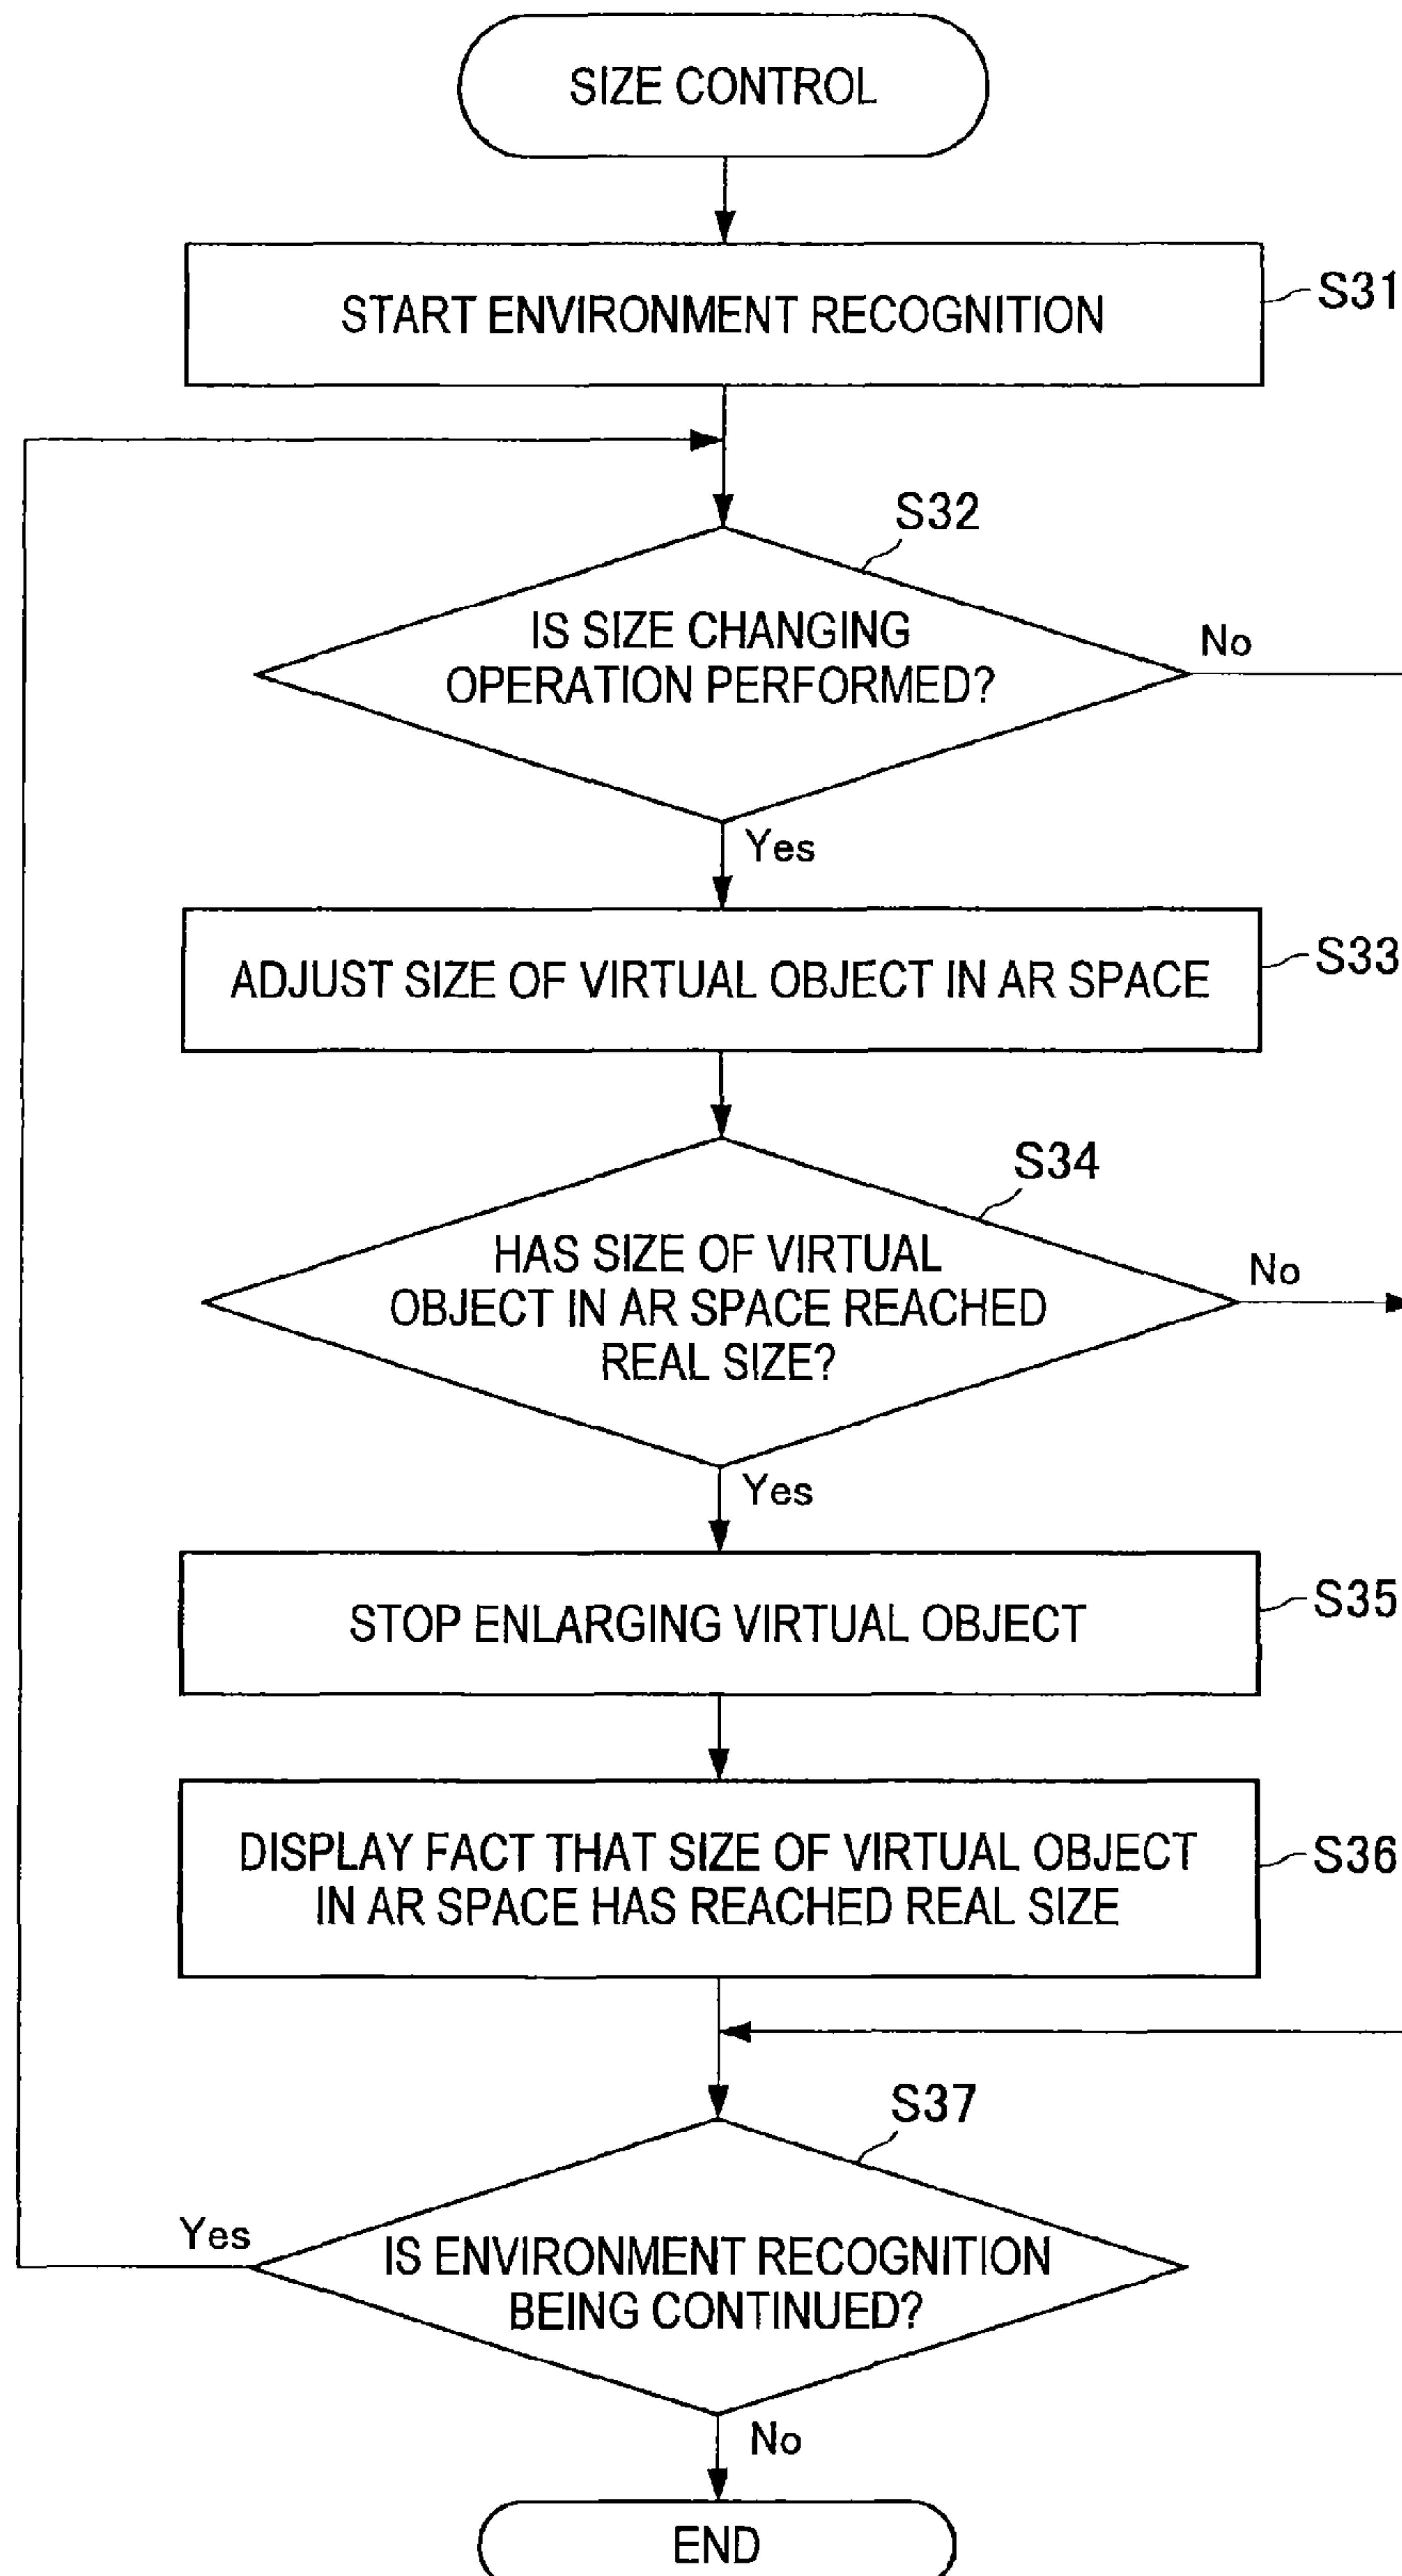 SIZE CONTROL
START ENVIRONMENT RECOGNITION
S31
S32
IS SIZE CHANGING
OPERATION PERFORMED?
No
Yes
ADJUST SIZE OF VIRTUAL OBJECT IN AR SPACE
S33
S34
HAS SIZE OF VIRTUAL
OBJECT IN AR SPACE REACHED
REAL SIZE?
No
Yes
STOP ENLARGING VIRTUAL OBJECT
S35
DISPLAY FACT THAT SIZE OF VIRTUAL OBJECT
IN AR SPACE HAS REACHED REAL SIZE
S36
S37
Yes
IS ENVIRONMENT RECOGNITION
BEING CONTINUED?
No
END